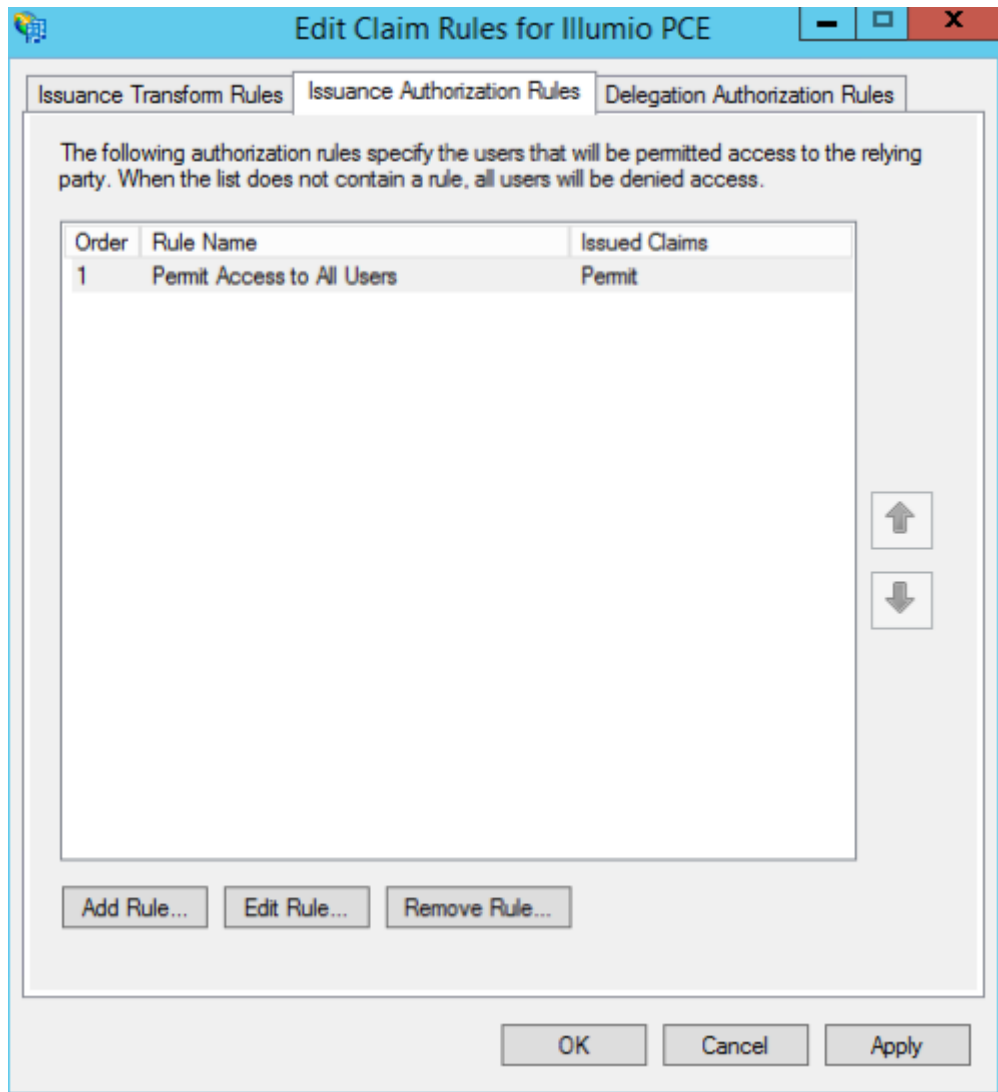 Edit Claim Rules for Illumio PCE
Issuance Transform Rules Issuance Authorization Rules Delegation Authorization Rules
The following authorization rules specify the users that will be permitted access to the relying
party. When the list does not contain a rule, all users will be denied access.
Order Rule Name Issued Claims
1 Permit Access to All Users Permit
Add Rule... Edit Rule... Remove Rule...
OK Cancel Apply